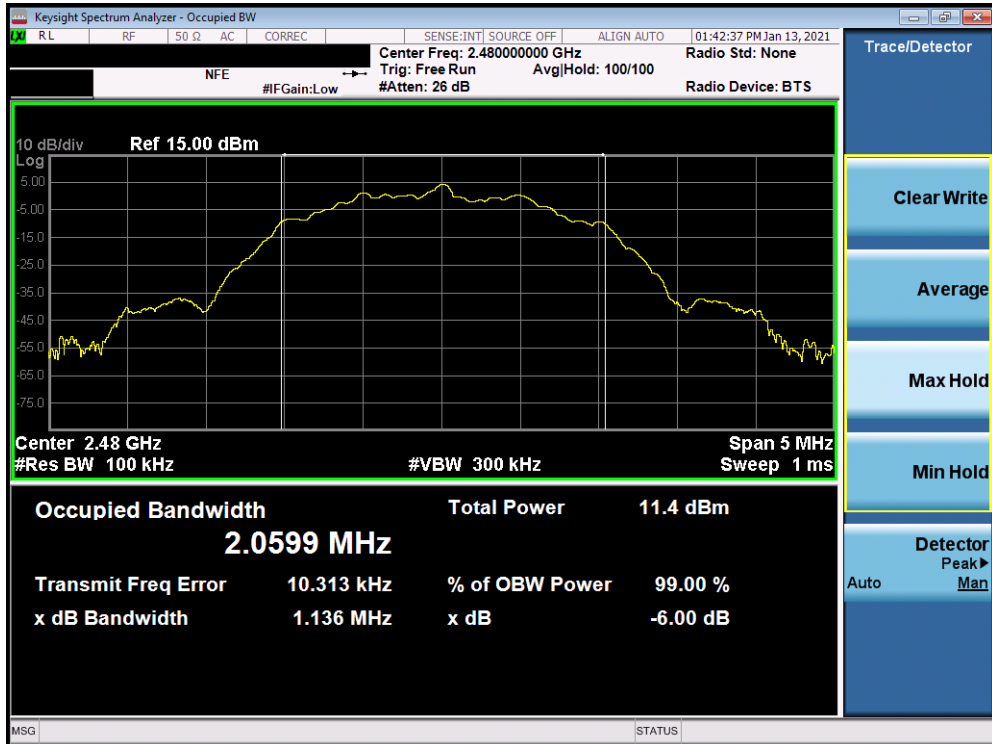 Keysight Spectrum Analyzer - Occupied BW
LXI RL RF 50 Ω AC CORREC SENSE:INT SOURCE OFF ALIGN AUTO 01:42:37 PM Jan 13, 2021
Center Freq: 2.480000000 GHz Radio Std: None
NFE Trig: Free Run Avg|Hold: 100/100
#IFGain:Low #Atten: 26 dB Radio Device: BTS
Trace/Detector
10 dB/div Ref 15.00 dBm
Log
5.00
-5.00
-15.0
-25.0
-35.0
-45.0
-55.0
-65.0
-75.0
Center 2.48 GHz Span 5 MHz
#Res BW 100 kHz #VBW 300 kHz Sweep 1 ms
Clear Write
Average
Max Hold
Min Hold
Detector
Peak▶
Auto Man
Occupied Bandwidth Total Power 11.4 dBm
2.0599 MHz
Transmit Freq Error 10.313 kHz % of OBW Power 99.00 %
x dB Bandwidth 1.136 MHz x dB -6.00 dB
MSG STATUS